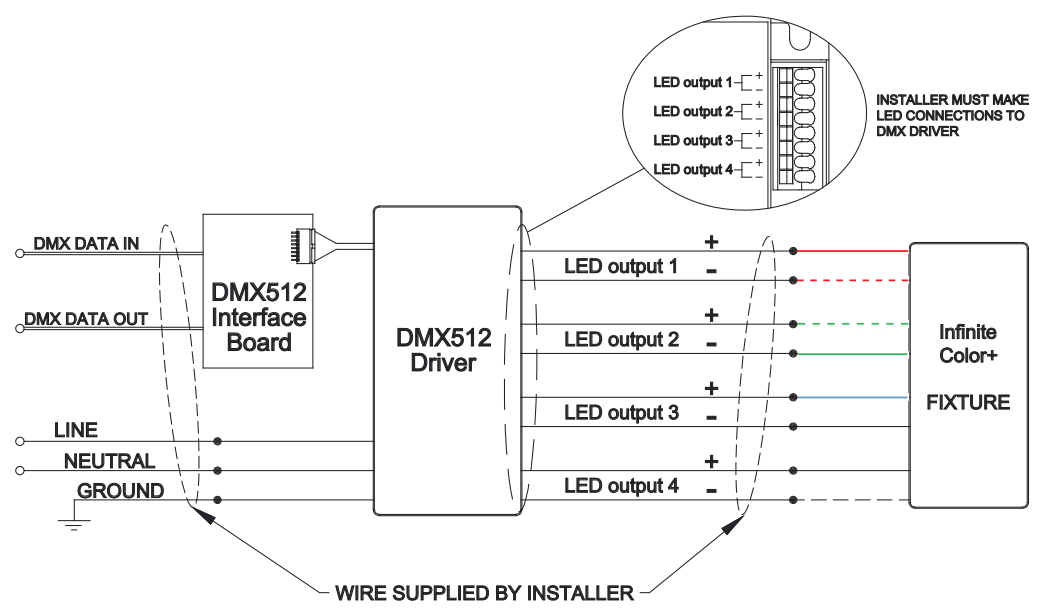 LED output 1 + -
LED output 2 + -
LED output 3 + -
LED output 4 + -
INSTALLER MUST MAKE
LED CONNECTIONS TO
DMX DRIVER
DMX DATA IN
DMX DATA OUT
DMX512
Interface
Board
LINE
NEUTRAL
GROUND
DMX512
Driver
+
LED output 1 -
+
LED output 2 -
+
LED output 3 -
+
LED output 4 -
Infinite
Color+
FIXTURE
WIRE SUPPLIED BY INSTALLER